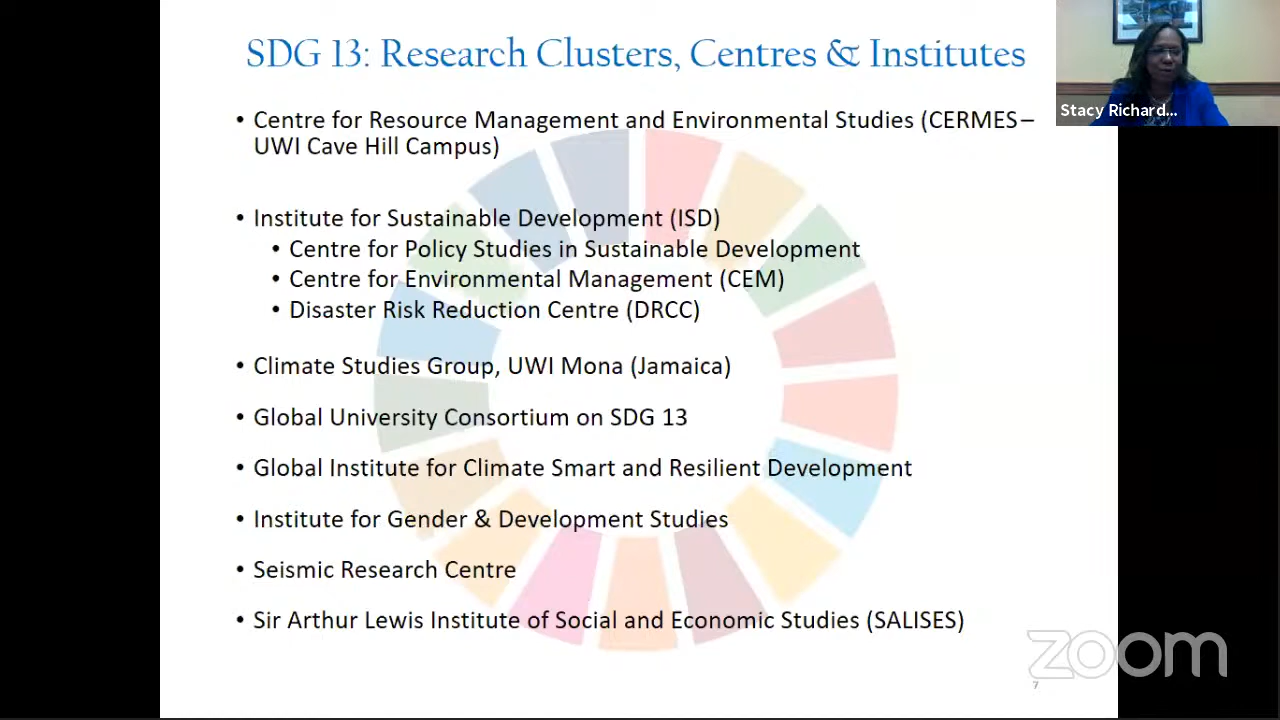 SDG 13: Research Clusters, Centres & Institutes
Stacy Richard...
• Centre for Resource Management and Environmental Studies (CERMES –
UWI Cave Hill Campus)
• Institute for Sustainable Development (ISD)
• Centre for Policy Studies in Sustainable Development
• Centre for Environmental Management (CEM)
• Disaster Risk Reduction Centre (DRCC)
• Climate Studies Group, UWI Mona (Jamaica)
• Global University Consortium on SDG 13
• Global Institute for Climate Smart and Resilient Development
• Institute for Gender & Development Studies
• Seismic Research Centre
• Sir Arthur Lewis Institute of Social and Economic Studies (SALISES)
zoom
7